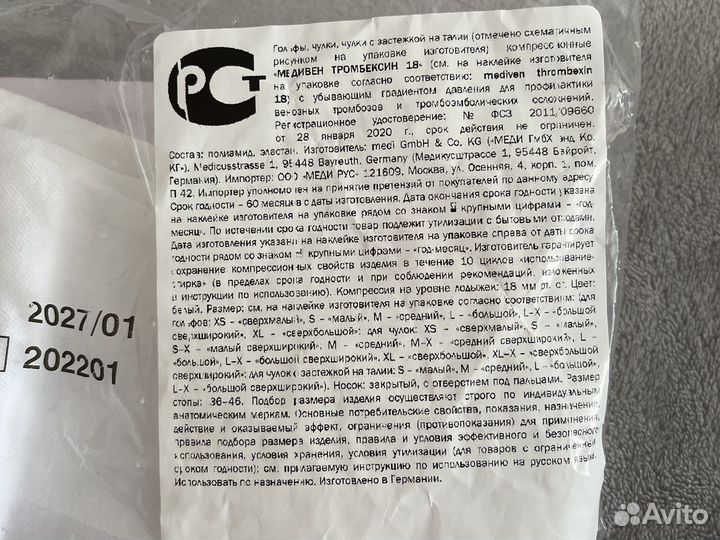 РСТ
Гольфы, чулки, чулки с застежкой на талии (отмечено схематичным
рисунком на упаковке изготовителя) компрессионные
«МЕДИВЕН ТРОМБЕКСИН 18» (см. на наклейке изготовителя
на упаковке согласно соответствию: mediven thrombexin
18) с убывающим градиентом давления для профилактики
венозных тромбозов и тромбоэмболических осложнений.
Регистрационное удостоверение: № ФСЗ 2011/09660
от 28 января 2020 г., срок действия не ограничен.
Состав: полиамид, эластан. Изготовитель: medi GmbH & Co. KG («МЕДИ ГмбХ энд Ко.
КГ»), Medicusstrasse 1, 95448 Bayreuth, Germany (Медикусштрассе 1, 95448 Байройт,
Германия). Импортер: ООО «МЕДИ РУС» 121609, Москва, ул. Осенняя, 4, корп. 1, пом.
П 42. Импортер уполномочен на принятие претензий от покупателей по данному адресу
Срок годности – 60 месяцев с даты изготовления. Дата окончания срока годности указана
на наклейке изготовителя на упаковке рядом со знаком ⌛ крупными цифрами – «год-
месяц». По истечении срока годности товар подлежит утилизации с бытовыми отходами.
Дата изготовления указана на наклейке изготовителя на упаковке справа от даты срока
годности рядом со знаком крупными цифрами – «год-месяц». Изготовитель гарантирует
сохранение компрессионных свойств изделия в течение 10 циклов «использование-
стирка» (в пределах срока годности и при соблюдении рекомендаций, изложенных
в инструкции по использованию). Компрессия на уровне лодыжек: 18 мм рт. ст. Цвет:
белый. Размер: см. на наклейке изготовителя на упаковке согласно соответствиям: (для
гольфов: XS – «сверхмалый», S – «малый», M – «средний», L – «большой», L-X – «большой
сверхширокий», XL – «сверхбольшой»: для чулок: XS – «сверхмалый», S – «малый»,
S-X – «малый сверхширокий», M – «средний», M-X – «средний сверхширокий», L –
«большой», L-X – «большой сверхширокий», XL – «сверхбольшой», XL-X – «сверхбольшой
сверхширокий»: для чулок с застежкой на талии: S – «малый», M – «средний», L – «большой»,
L-X – «большой сверхширокий»). Носок: закрытый, с отверстием под пальцами. Размер
стопы: 36-46. Подбор размера изделия осуществляют строго по индивидуальным
анатомическим меркам. Основные потребительские свойства, показания, назначение,
действие и оказываемый эффект, ограничения (противопоказания) для применения,
правила подбора размера изделия, правила и условия эффективного и безопасного
использования, условия хранения, условия утилизации (для товаров с ограниченным
сроком годности): см. прилагаемую инструкцию по использованию на русском языке.
Использовать по назначению. Изготовлено в Германии.
2027/01
202201
Avito